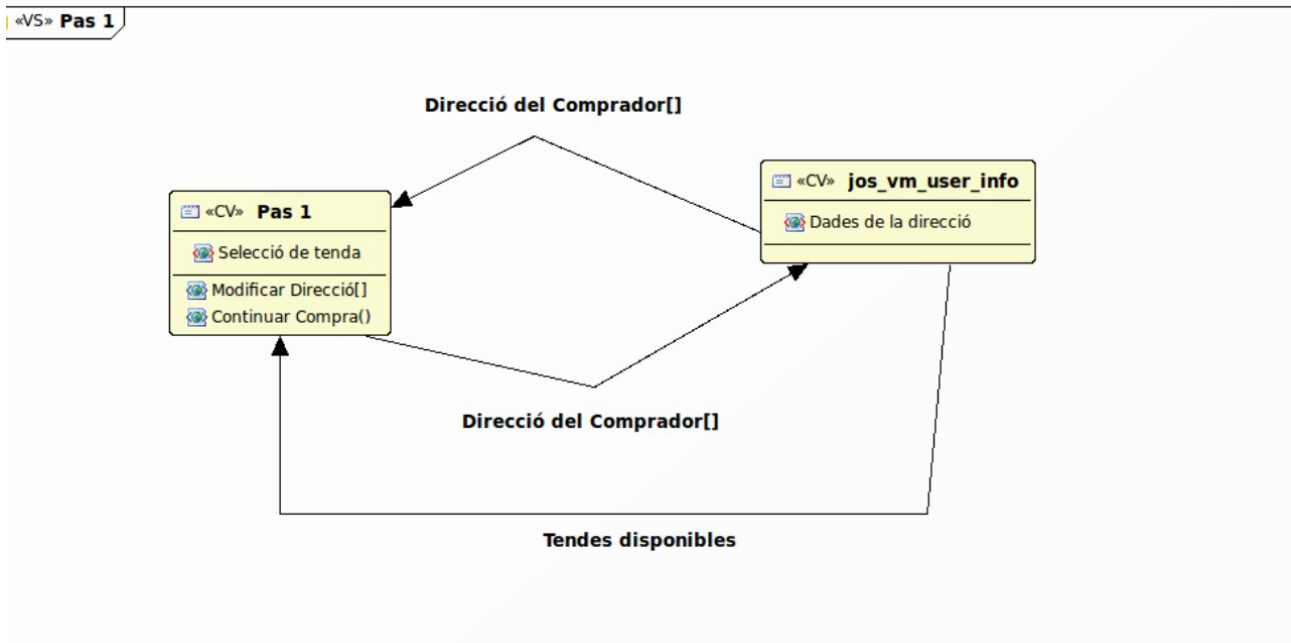 «VS» Pas 1
Direcció del Comprador[]
«CV» jos_vm_user_info
Dades de la direcció
«CV» Pas 1
Selecció de tenda
Modificar Direcció[]
Continuar Compra()
Direcció del Comprador[]
Tendes disponibles